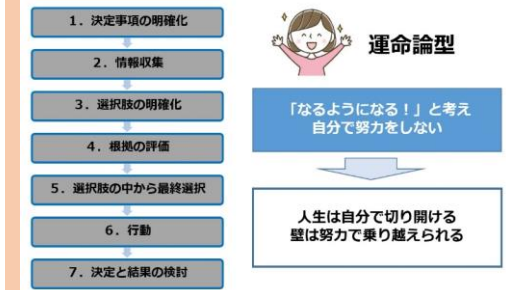 1．決定事項の明確化
2．情報収集
3．選択肢の明確化
4．根拠の評価
5．選択肢の中から最終選択
6．行動
7．決定と結果の検討
運命論型
「なるようになる！」と考え
自分で努力をしない
人生は自分で切り開ける
壁は努力で乗り越えられる